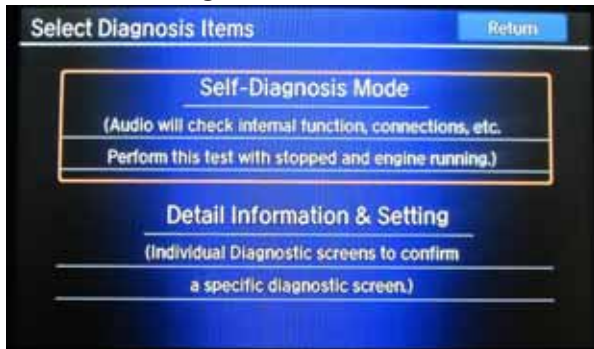 Select Diagnosis Items
Return
Self-Diagnosis Mode
(Audio will check internal function, connections, etc.
Perform this test with stopped and engine running.)
Detail Information & Setting
(Individual Diagnostic screens to confirm
a specific diagnostic screen.)